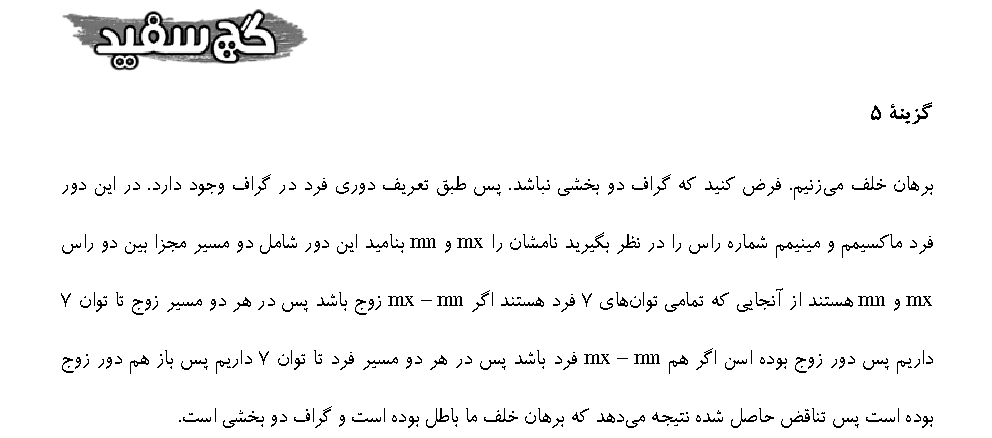 گچ سفید
گزینهٔ ۵
برهان خلف می‌زنیم. فرض کنید که گراف دو بخشی نباشد. پس طبق تعریف دوری فرد در گراف وجود دارد. در این دور
فرد ماکسیمم و مینیمم شماره راس را در نظر بگیرید نامشان را mx و mn بنامید این دور شامل دو مسیر مجزا بین دو راس
mx و mn هستند از آنجایی که تمامی توان‌های ۷ فرد هستند اگر mx – mn زوج باشد پس در هر دو مسیر زوج تا توان ۷
داریم پس دور زوج بوده اسن اگر هم mx – mn فرد باشد پس در هر دو مسیر فرد تا توان ۷ داریم پس باز هم دور زوج
بوده است پس تناقض حاصل شده نتیجه می‌دهد که برهان خلف ما باطل بوده است و گراف دو بخشی است.